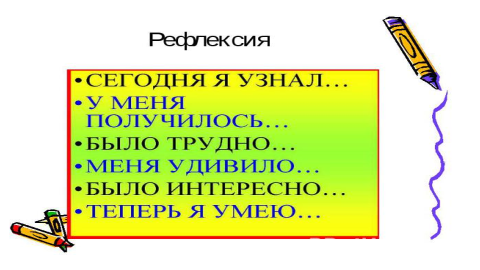 Рефлексия
• СЕГОДНЯ Я УЗНАЛ…
• У МЕНЯ
ПОЛУЧИЛОСЬ…
• БЫЛО ТРУДНО…
• МЕНЯ УДИВИЛО…
• БЫЛО ИНТЕРЕСНО…
• ТЕПЕРЬ Я УМЕЮ…